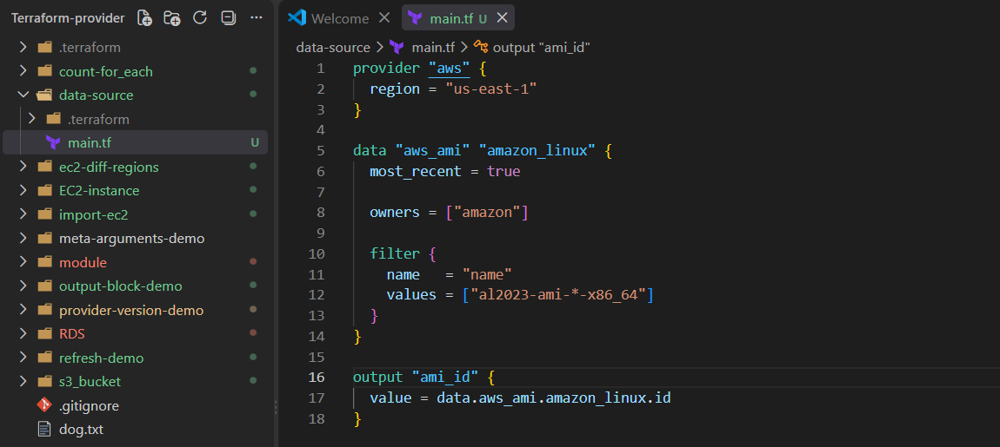 Terraform-provider
.terraform
count-for_each
data-source
.terraform
main.tf U
ec2-diff-regions
EC2-instance
import-ec2
meta-arguments-demo
module
output-block-demo
provider-version-demo
RDS
refresh-demo
s3_bucket
.gitignore
dog.txt
Welcome
main.tf U
data-source > main.tf > output "ami_id"
1 provider "aws" {
2   region = "us-east-1"
3 }
4
5 data "aws_ami" "amazon_linux" {
6   most_recent = true
7
8   owners = ["amazon"]
9
10   filter {
11     name   = "name"
12     values = ["al2023-ami-*-x86_64"]
13   }
14 }
15
16 output "ami_id" {
17   value = data.aws_ami.amazon_linux.id
18 }